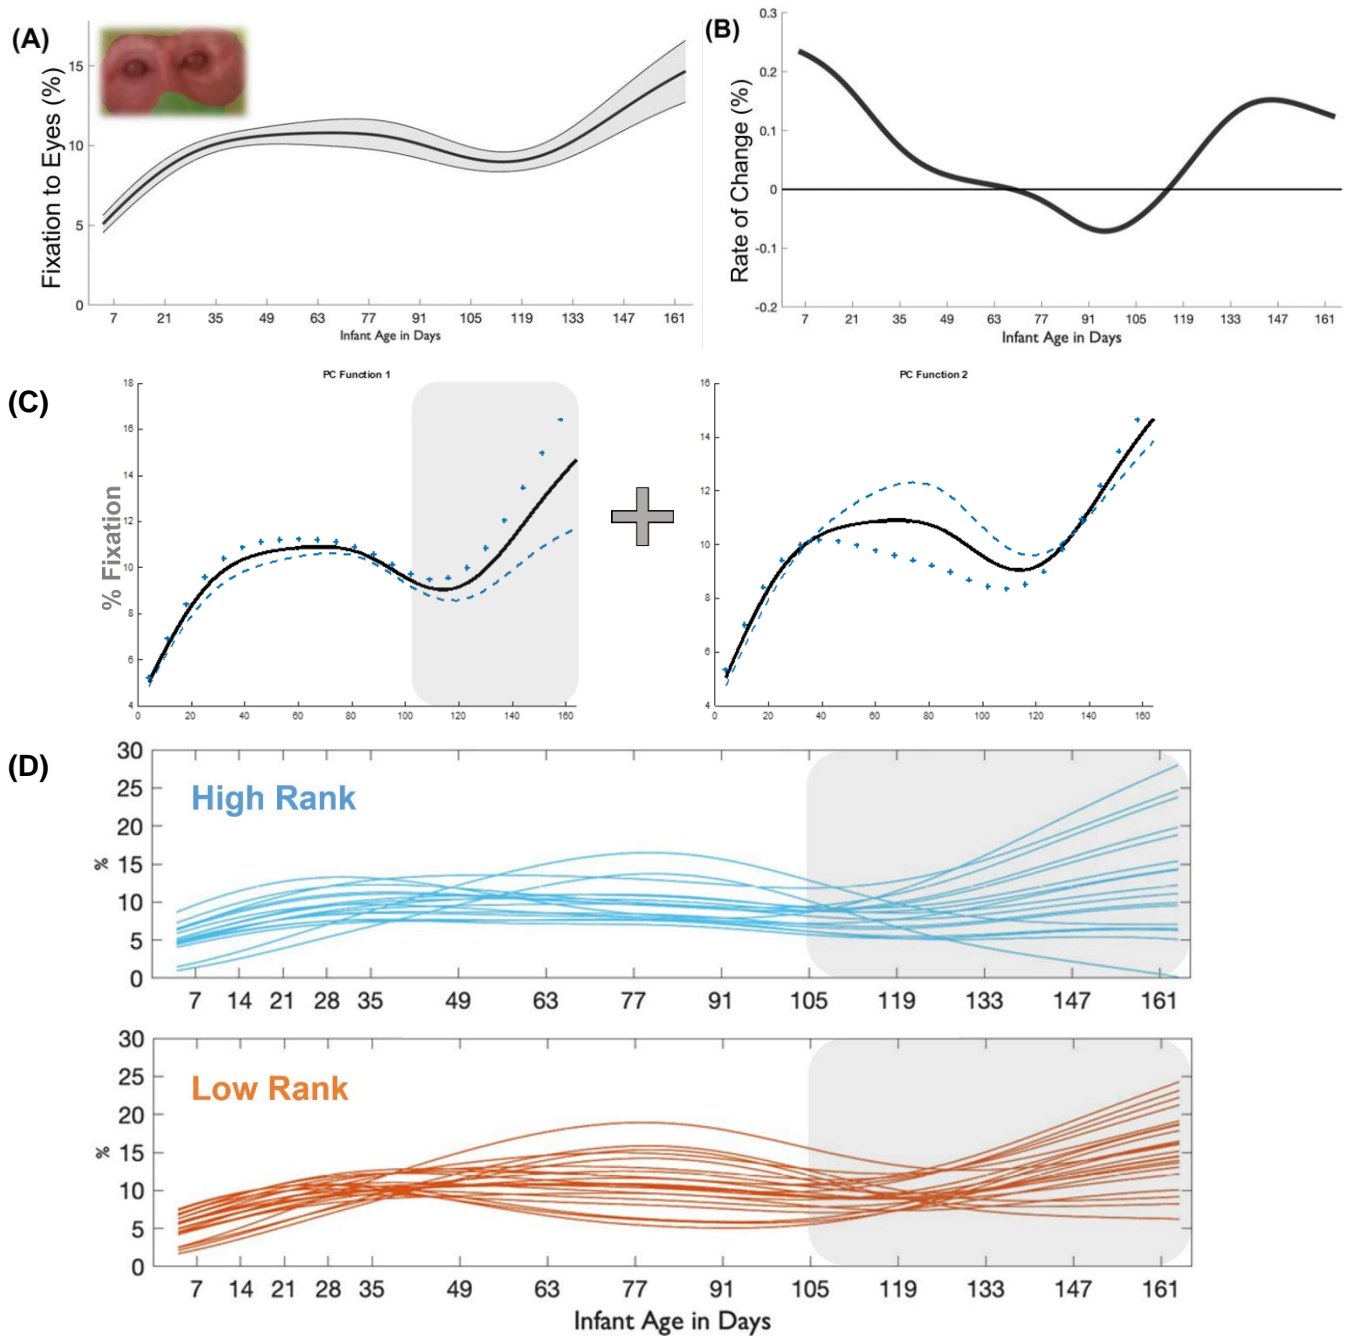 (A)
Fixation to Eyes (%)
15
10
5
0
7 21 35 49 63 77 91 105 119 133 147 161
Infant Age in Days
(B)
Rate of Change (%)
0.3
0.2
0.1
0
-0.1
-0.2
7 21 35 49 63 77 91 105 119 133 147 161
Infant Age in Days
(C)
PC Function 1
% Fixation
18
16
14
12
10
8
6
4
0 20 40 60 80 100 120 140 160
PC Function 2
16
14
12
10
8
6
4
0 20 40 60 80 100 120 140 160
(D)
High Rank
%
30
25
20
15
10
5
0
7 14 21 28 35 49 63 77 91 105 119 133 147 161
Low Rank
%
30
25
20
15
10
5
0
7 14 21 28 35 49 63 77 91 105 119 133 147 161
Infant Age in Days